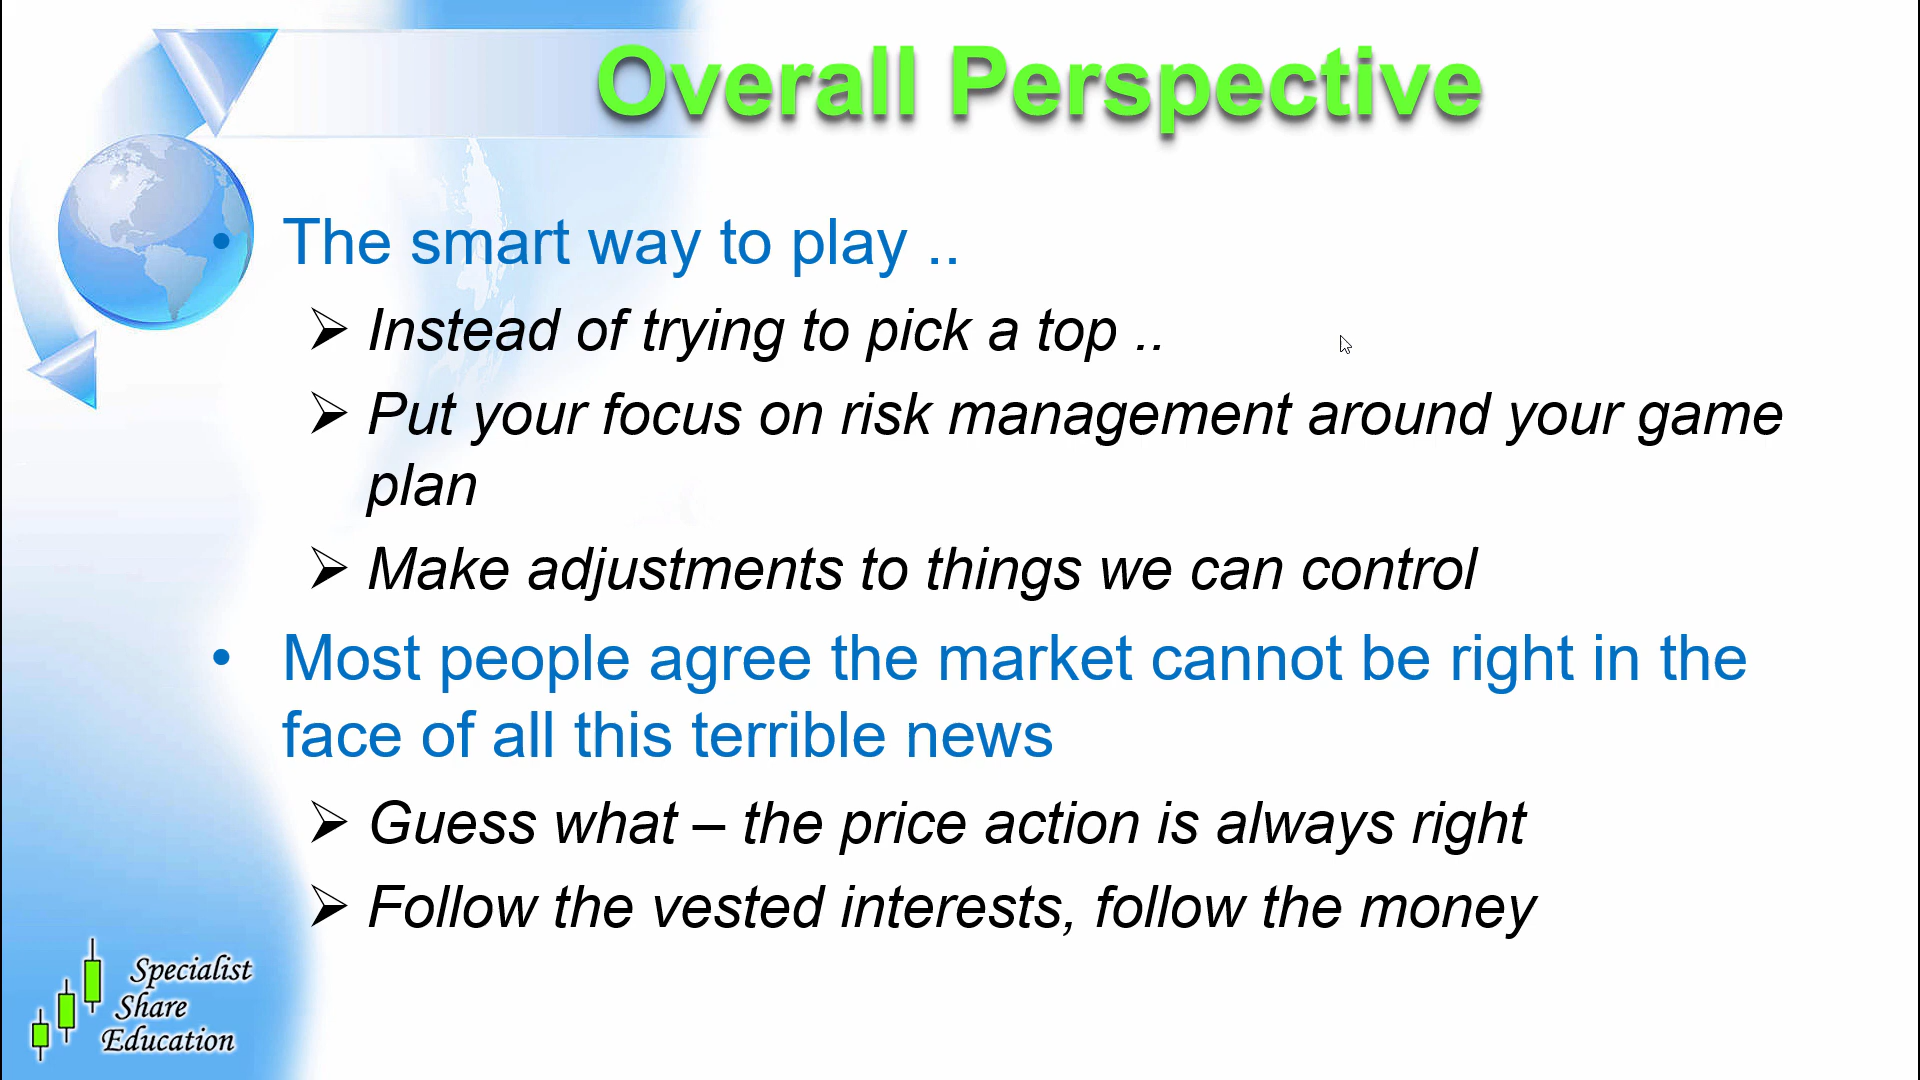 Overall Perspective
• The smart way to play ..
➢ Instead of trying to pick a top ..
➢ Put your focus on risk management around your game
plan
➢ Make adjustments to things we can control
• Most people agree the market cannot be right in the
face of all this terrible news
➢ Guess what – the price action is always right
➢ Follow the vested interests, follow the money
Specialist
Share
Education